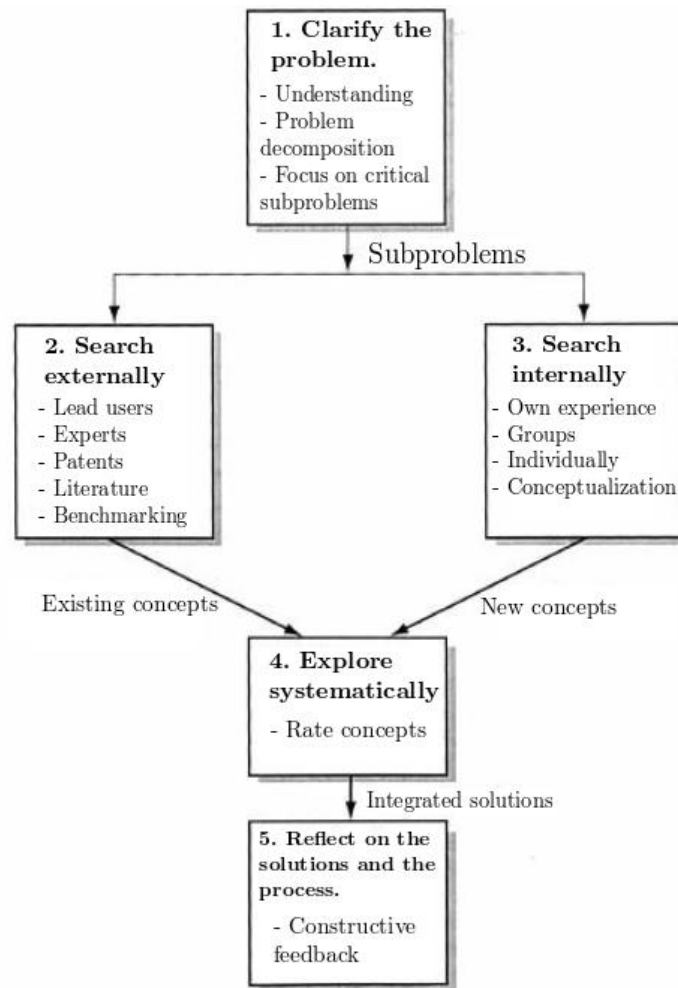 1. Clarify the
problem.
- Understanding
- Problem
decomposition
- Focus on critical
subproblems
Subproblems
2. Search
externally
- Lead users
- Experts
- Patents
- Literature
- Benchmarking
3. Search
internally
- Own experience
- Groups
- Individually
- Conceptualization
Existing concepts
New concepts
4. Explore
systematically
- Rate concepts
Integrated solutions
5. Reflect on the
solutions and the
process.
- Constructive
feedback